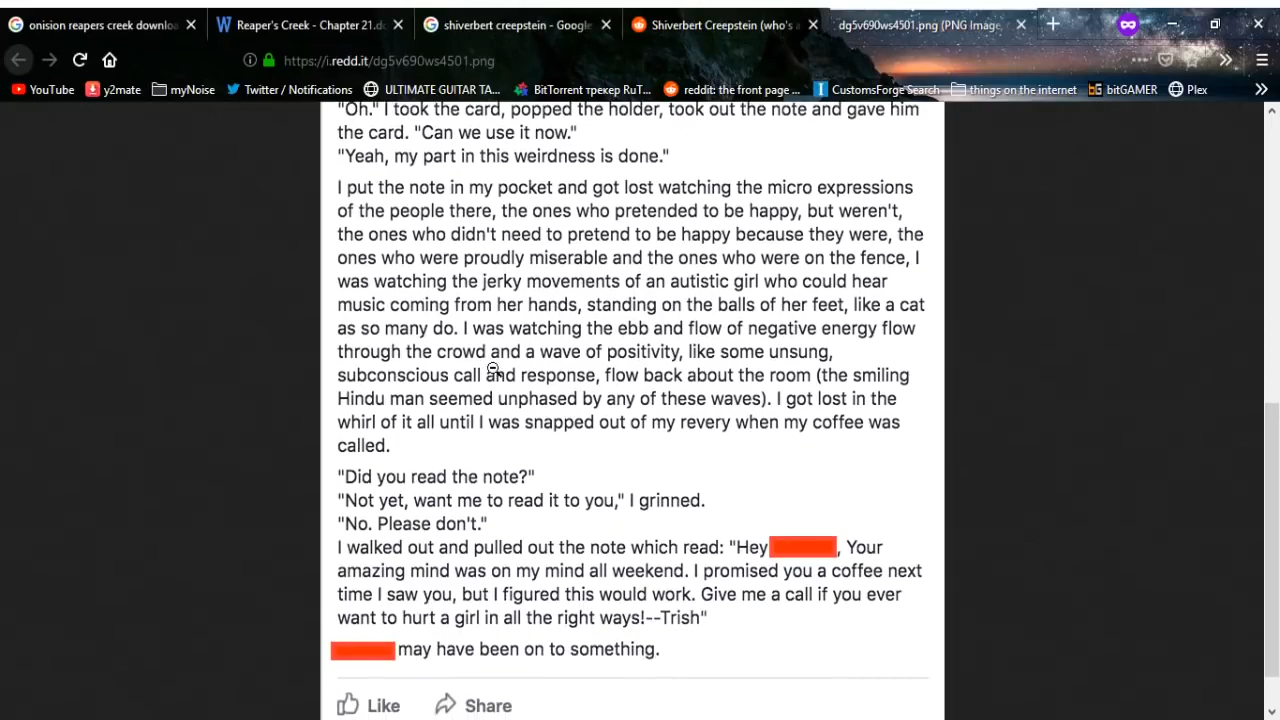 onision reapers creek downloa
Reaper's Creek - Chapter 21.d
shiverbert creepstein - Google
Shiverbert Creepstein (who's a
dg5v690ws4501.png (PNG Image,
https://i.redd.it/dg5v690ws4501.png
YouTube
y2mate
myNoise
Twitter / Notifications
ULTIMATE GUITAR TA...
BitTorrent трекер RuT...
reddit: the front page ...
CustomsForge Search
things on the internet
bitGAMER
Plex
"Oh." I took the card, popped the holder, took out the note and gave him
the card. "Can we use it now."
"Yeah, my part in this weirdness is done."
I put the note in my pocket and got lost watching the micro expressions
of the people there, the ones who pretended to be happy, but weren't,
the ones who didn't need to pretend to be happy because they were, the
ones who were proudly miserable and the ones who were on the fence, I
was watching the jerky movements of an autistic girl who could hear
music coming from her hands, standing on the balls of her feet, like a cat
as so many do. I was watching the ebb and flow of negative energy flow
through the crowd and a wave of positivity, like some unsung,
subconscious call and response, flow back about the room (the smiling
Hindu man seemed unphased by any of these waves). I got lost in the
whirl of it all until I was snapped out of my revery when my coffee was
called.
"Did you read the note?"
"Not yet, want me to read it to you," I grinned.
"No. Please don't."
I walked out and pulled out the note which read: "Hey , Your
amazing mind was on my mind all weekend. I promised you a coffee next
time I saw you, but I figured this would work. Give me a call if you ever
want to hurt a girl in all the right ways!--Trish"
may have been on to something.
Like
Share